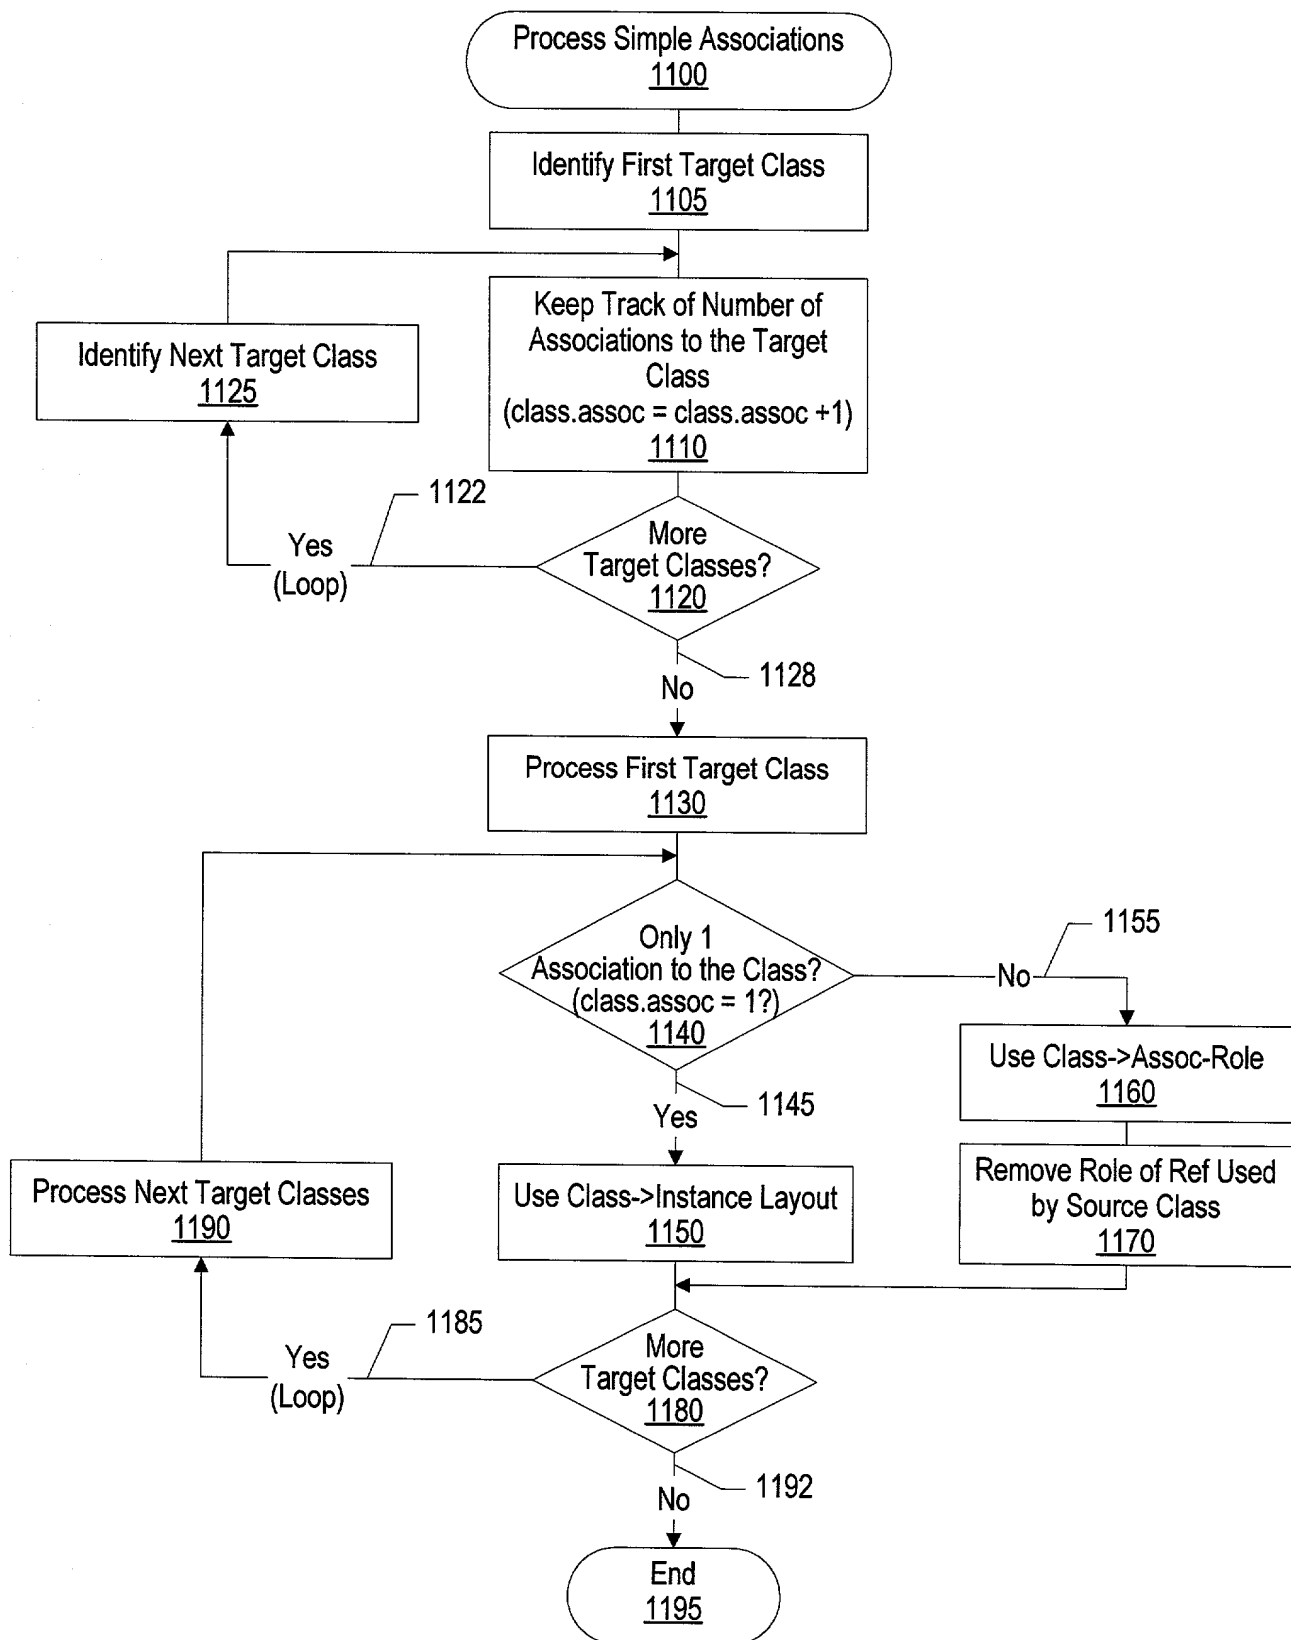 Process Simple Associations
1100
Identify First Target Class
1105
Keep Track of Number of
Associations to the Target
Class
(class.assoc = class.assoc +1)
1110
Identify Next Target Class
1125
1122
Yes
(Loop)
More
Target Classes?
1120
1128
No
Process First Target Class
1130
Only 1
Association to the Class?
(class.assoc = 1?)
1140
1155
No
Use Class->Assoc-Role
1160
Remove Role of Ref Used
by Source Class
1170
1145
Yes
Use Class->Instance Layout
1150
Process Next Target Classes
1190
1185
Yes
(Loop)
More
Target Classes?
1180
1192
No
End
1195